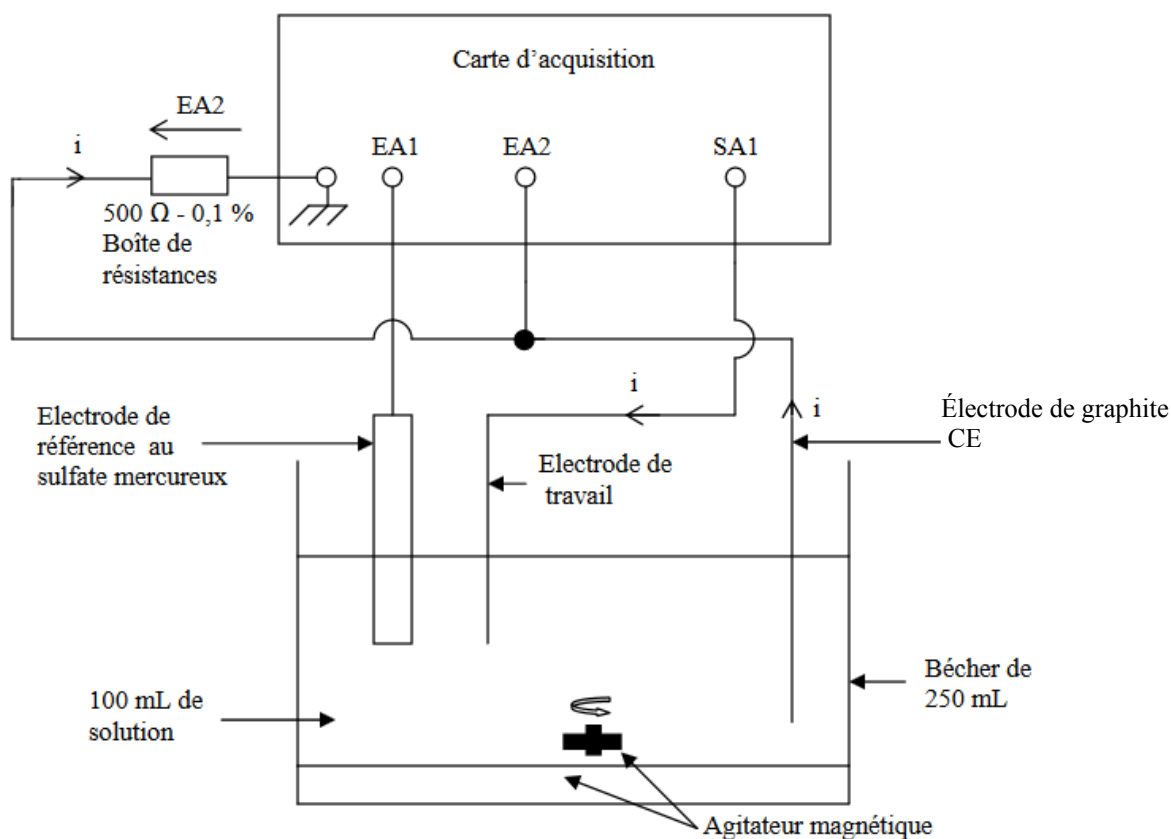 Carte d'acquisition
EA2
i
EA1
EA2
SA1
500 Ω - 0,1 %
Boîte de
résistances
i
i
Electrode de
référence au
sulfate mercureux
Electrode de
travail
Électrode de graphite
CE
100 mL de
solution
Bécher de
250 mL
Agitateur magnétique